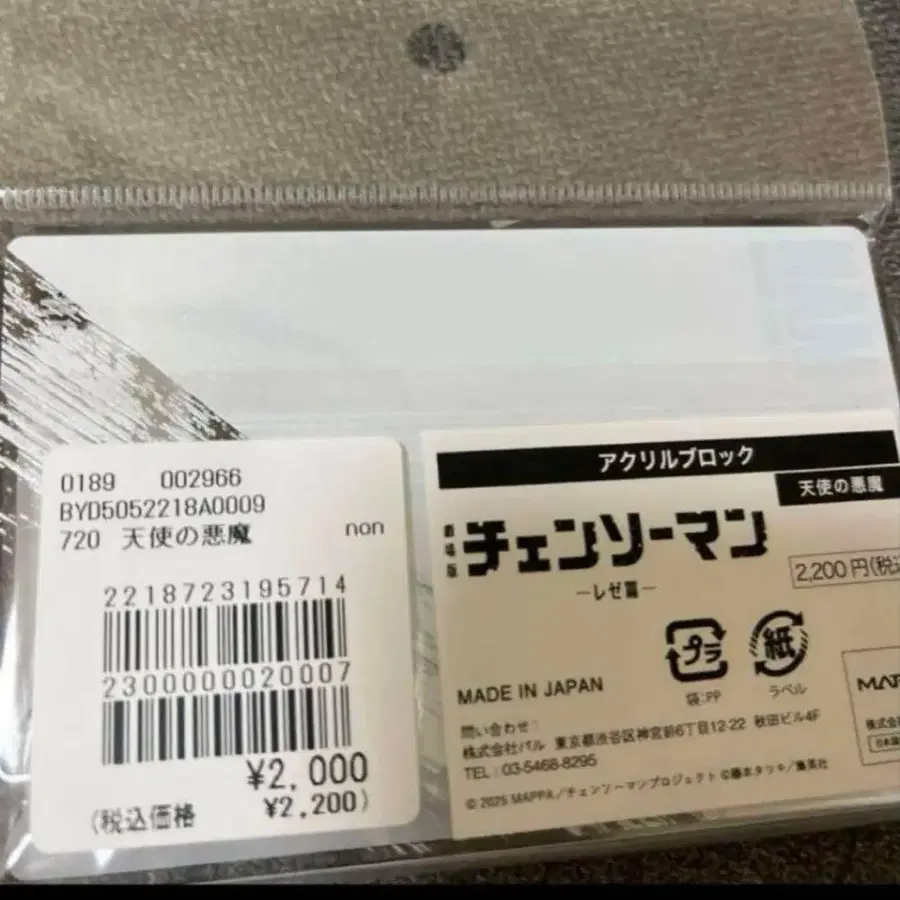 0189 002966
BYD5052218A0009
720 天使の悪魔 non
2218723195714
2300000020007
¥2,000
(税込価格 ¥2,200)
アクリルブロック
天使の悪魔
劇場版 チェンソーマン
—レゼ篇—
2,200円(税込
プラ 紙
袋:PP ラベル
MADE IN JAPAN
問い合わせ:
株式会社パル 東京都渋谷区神宮前6丁目12-22 秋田ビル4F
TEL:03-5468-8295
© 2025 MAPPA/チェンソーマンプロジェクト ©藤本タツキ/集英社
MAP
株式会社